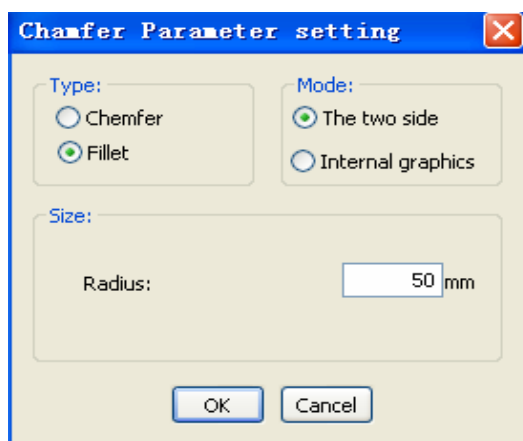 Chamfer Parameter setting
Type:
Chemfer
Fillet
Mode:
The two side
Internal graphics
Size:
Radius:
50 mm
OK
Cancel